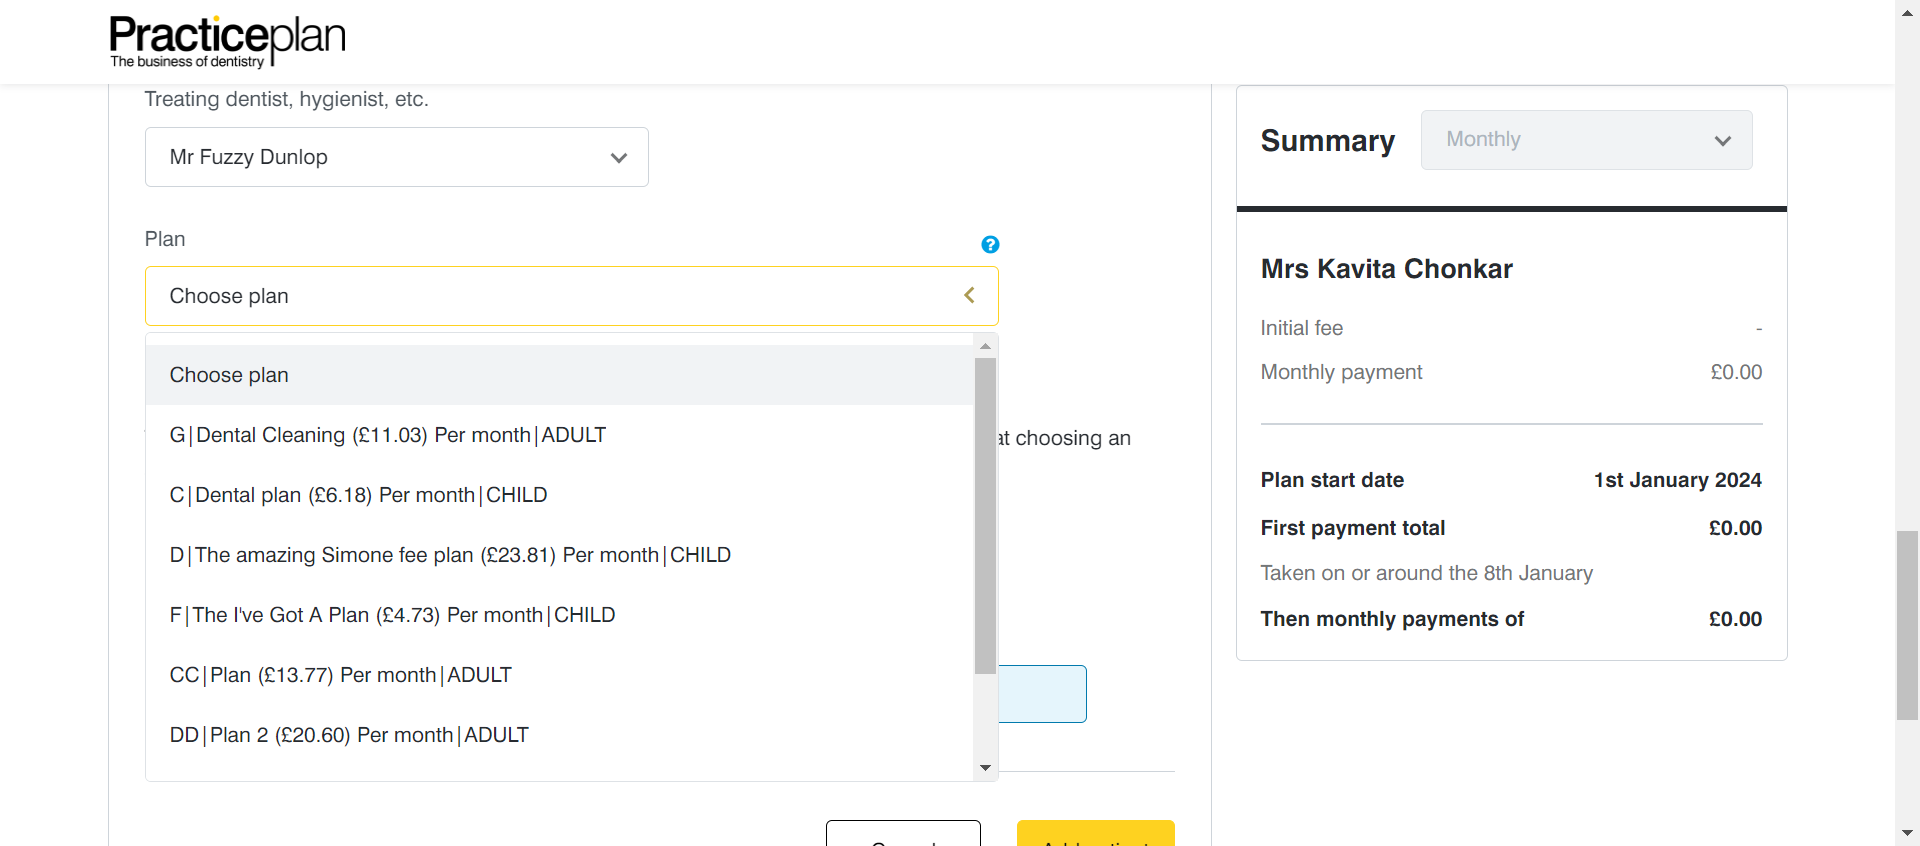 Practiceplan
The business of dentistry
Treating dentist, hygienist, etc.
Mr Fuzzy Dunlop
Plan
?
Choose plan
Choose plan
G|Dental Cleaning (£11.03) Per month|ADULT
C|Dental plan (£6.18) Per month|CHILD
D|The amazing Simone fee plan (£23.81) Per month|CHILD
F|The I've Got A Plan (£4.73) Per month|CHILD
CC|Plan (£13.77) Per month|ADULT
DD|Plan 2 (£20.60) Per month|ADULT
at choosing an
Summary
Monthly
Mrs Kavita Chonkar
Initial fee -
Monthly payment £0.00
Plan start date 1st January 2024
First payment total £0.00
Taken on or around the 8th January
Then monthly payments of £0.00